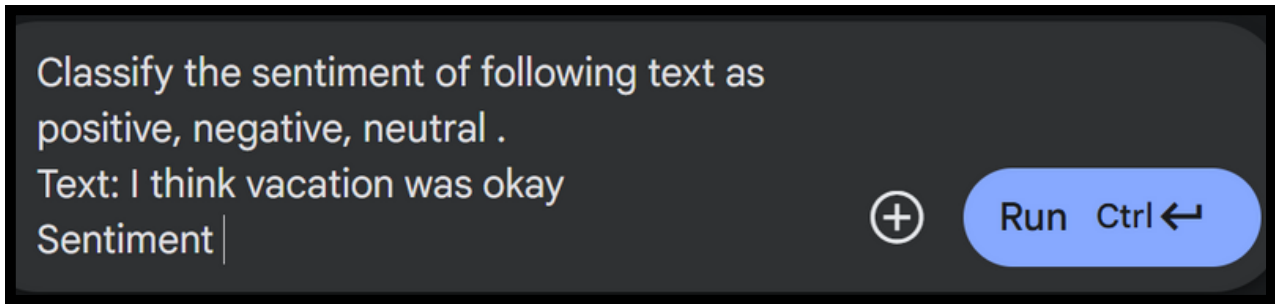 Classify the sentiment of following text as
positive, negative, neutral .
Text: I think vacation was okay
Sentiment
Run Ctrl